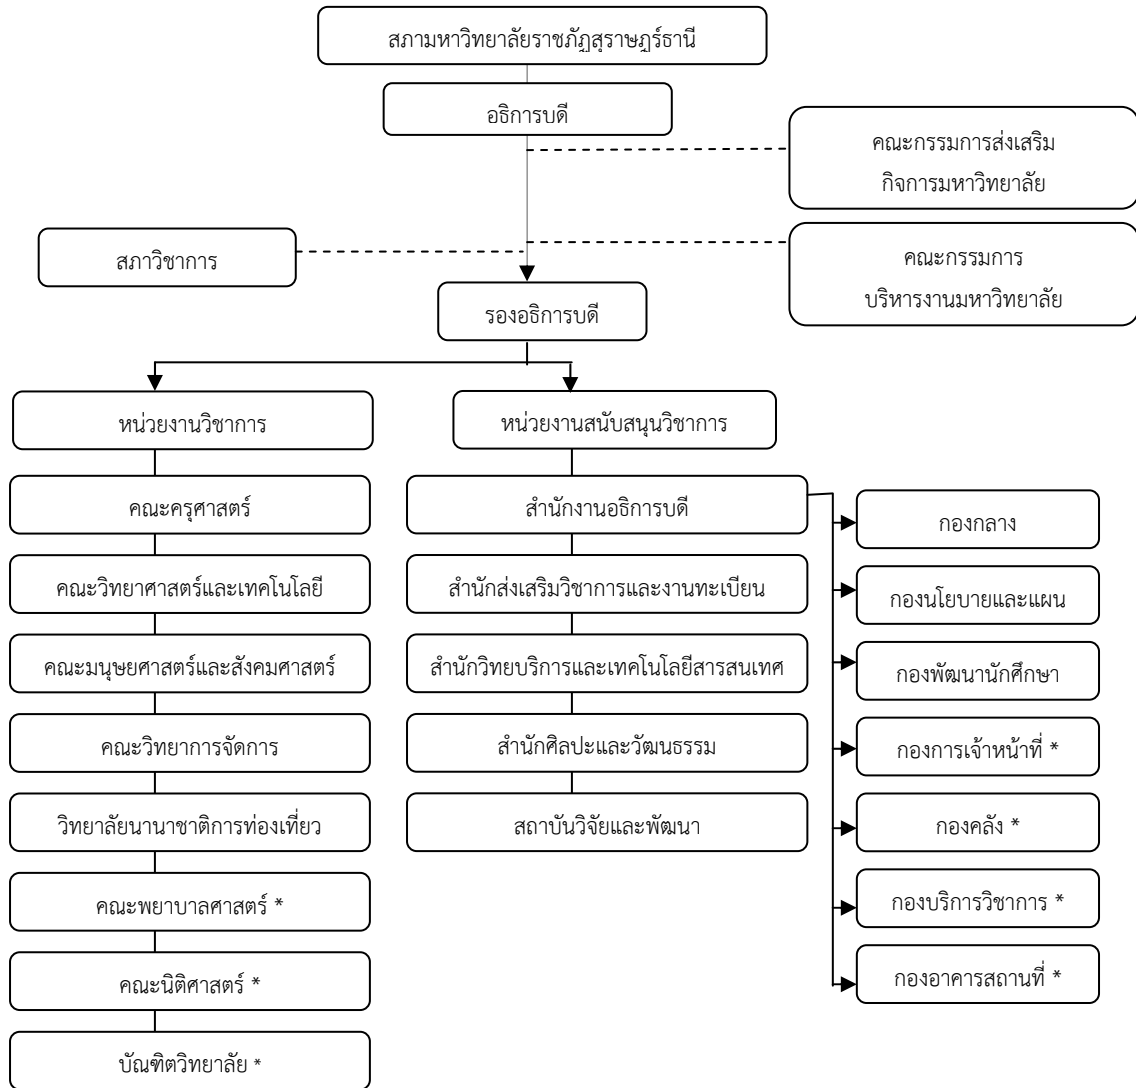 สภามหาวิทยาลัยราชภัฏสุราษฎร์ธานี
อธิการบดี
คณะกรรมการส่งเสริม
กิจการมหาวิทยาลัย
สภาวิชาการ
คณะกรรมการ
บริหารงานมหาวิทยาลัย
รองอธิการบดี
หน่วยงานวิชาการ
คณะครุศาสตร์
คณะวิทยาศาสตร์และเทคโนโลยี
คณะมนุษยศาสตร์และสังคมศาสตร์
คณะวิทยาการจัดการ
วิทยาลัยนานาชาติการท่องเที่ยว
คณะพยาบาลศาสตร์ *
คณะนิติศาสตร์ *
บัณฑิตวิทยาลัย *
หน่วยงานสนับสนุนวิชาการ
สำนักงานอธิการบดี
สำนักส่งเสริมวิชาการและงานทะเบียน
สำนักวิทยบริการและเทคโนโลยีสารสนเทศ
สำนักศิลปะและวัฒนธรรม
สถาบันวิจัยและพัฒนา
กองกลาง
กองนโยบายและแผน
กองพัฒนานักศึกษา
กองการเจ้าหน้าที่ *
กองคลัง *
กองบริการวิชาการ *
กองอาคารสถานที่ *